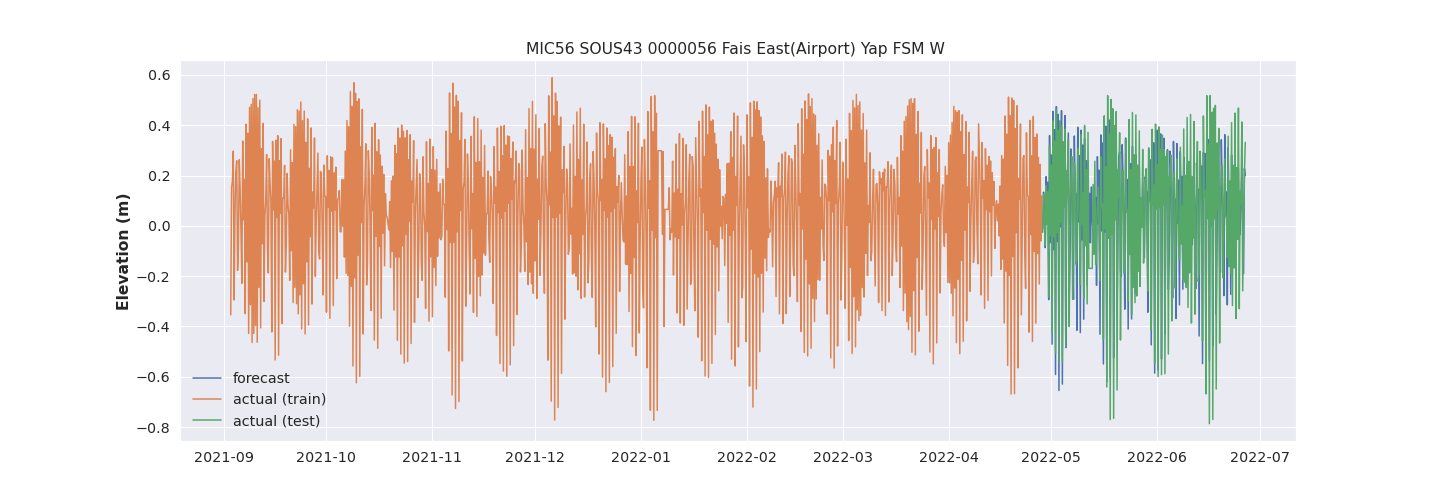 MIC56 SOUS43 0000056 Fais East(Airport) Yap FSM W
Elevation (m)
0.6
0.4
0.2
0.0
−0.2
−0.4
−0.6
−0.8
forecast
actual (train)
actual (test)
2021-09 2021-10 2021-11 2021-12 2022-01 2022-02 2022-03 2022-04 2022-05 2022-06 2022-07